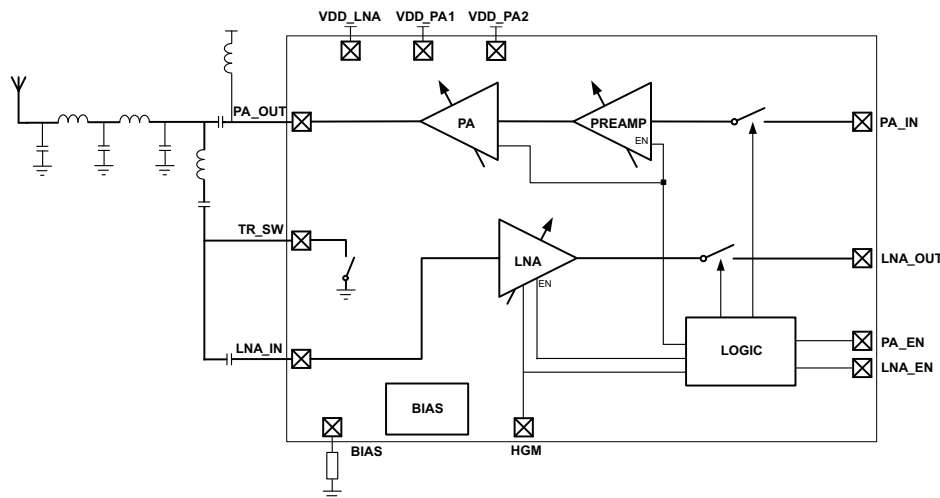 VDD_LNA VDD_PA1 VDD_PA2
PA_OUT
PA
PREAMP
EN
PA_IN
TR_SW
LNA
EN
LNA_OUT
LNA_IN
LOGIC
PA_EN
LNA_EN
BIAS
BIAS
HGM